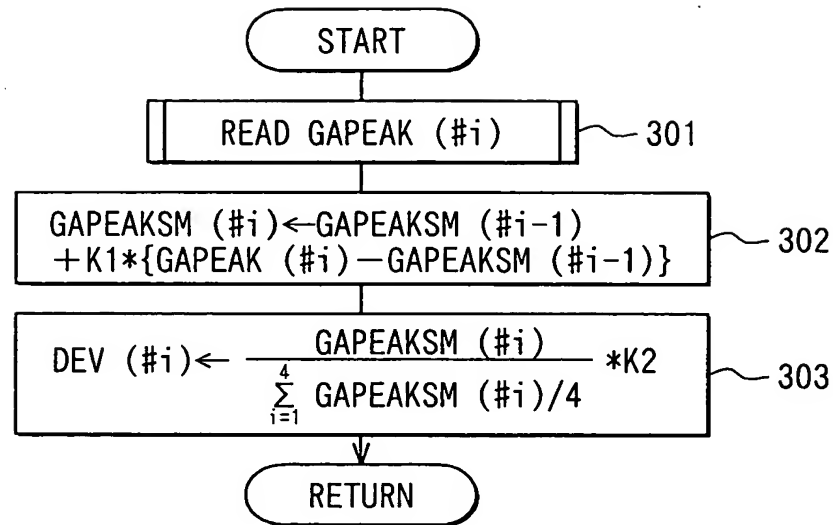 START
READ GAPEAK (#i)
301
GAPEAKSM (#i)←GAPEAKSM (#i-1)
+K1*{GAPEAK (#i)-GAPEAKSM (#i-1)}
302
DEV (#i)← GAPEAKSM (#i) / 4Σi=1 GAPEAKSM (#i)/4 *K2
303
RETURN